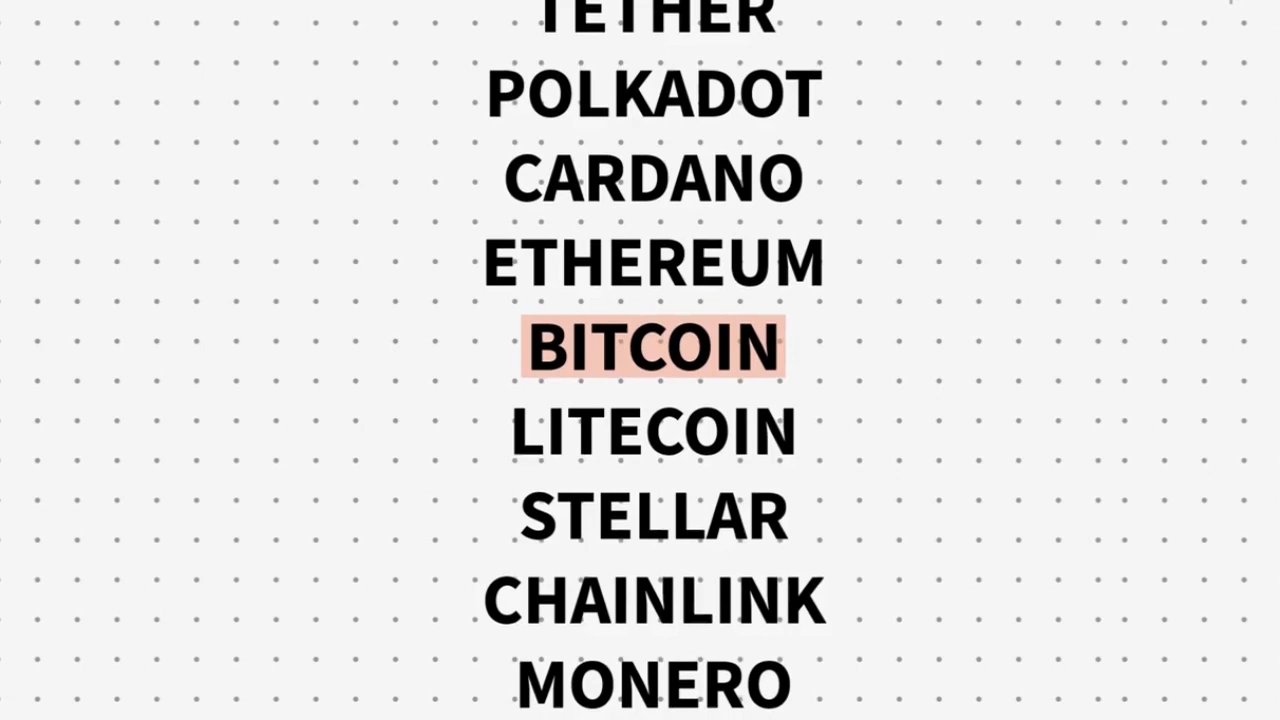 TETHER
POLKADOT
CARDANO
ETHEREUM
BITCOIN
LITECOIN
STELLAR
CHAINLINK
MONERO